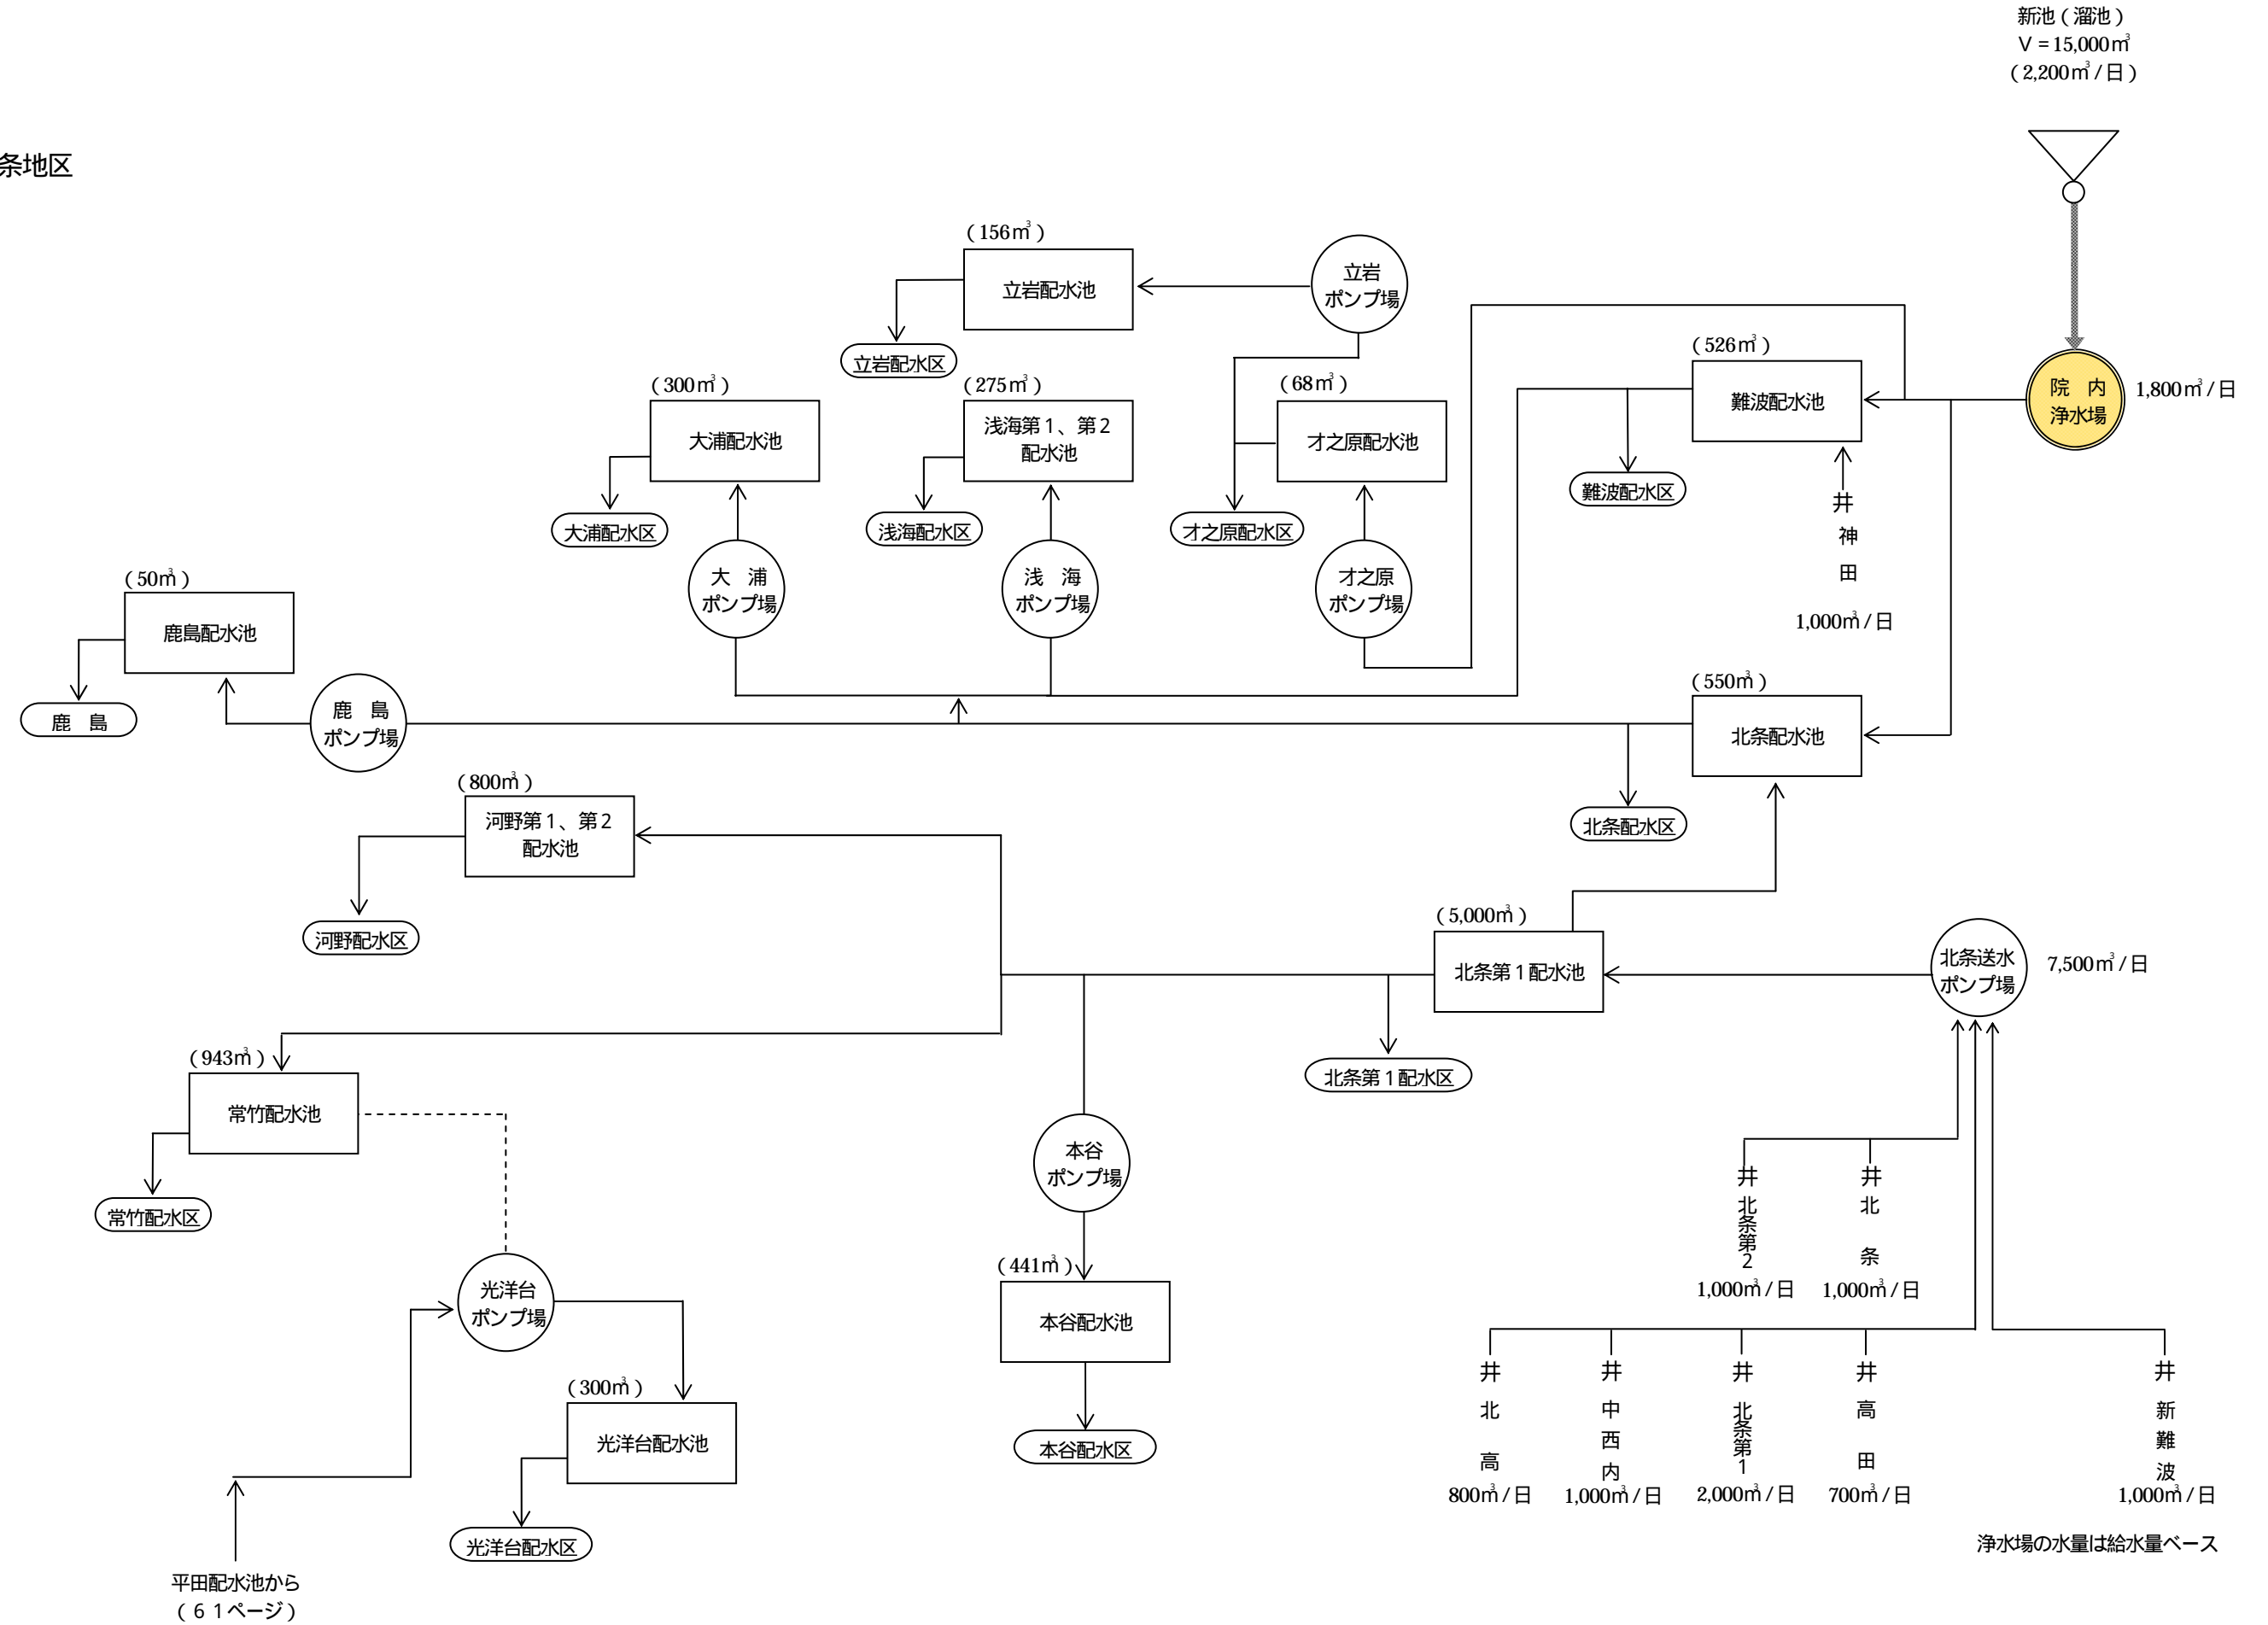 新池（溜池）
Ｖ＝15,000㎥
（2,200㎥/日）
条地区
（156㎥）
立岩配水池
立岩
ポンプ場
立岩配水区
（526㎥）
難波配水池
院　内
浄水場
1,800㎥/日
（300㎥）
大浦配水池
（275㎥）
浅海第１、第２
配水池
（68㎥）
才之原配水池
難波配水区
井
神
田
1,000㎥/日
大浦配水区
浅海配水区
才之原配水区
大　浦
ポンプ場
浅　海
ポンプ場
才之原
ポンプ場
（50㎥）
鹿島配水池
鹿　島
鹿　島
ポンプ場
（550㎥）
北条配水池
北条配水区
（800㎥）
河野第１、第２
配水池
河野配水区
（5,000㎥）
北条第１配水池
北条送水
ポンプ場
7,500㎥/日
北条第１配水区
（943㎥）
常竹配水池
常竹配水区
本谷
ポンプ場
（441㎥）
本谷配水池
本谷配水区
光洋台
ポンプ場
（300㎥）
光洋台配水池
光洋台配水区
平田配水池から
（６１ページ）
井
北条第２
1,000㎥/日
井
北　条
1,000㎥/日
井
北　高
800㎥/日
井
中西内
1,000㎥/日
井
北条第１
2,000㎥/日
井
高　田
700㎥/日
井
新難波
1,000㎥/日
浄水場の水量は給水量ベース